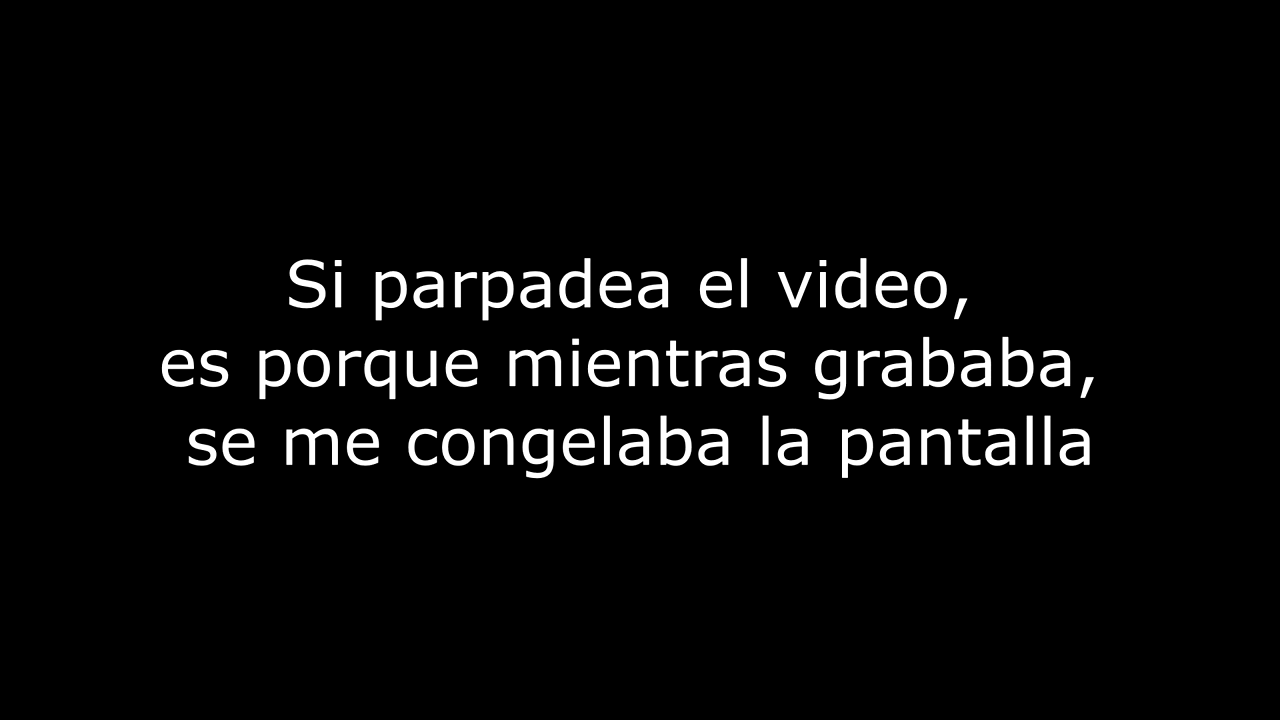 Si parpadea el video,
es porque mientras grababa,
se me congelaba la pantalla